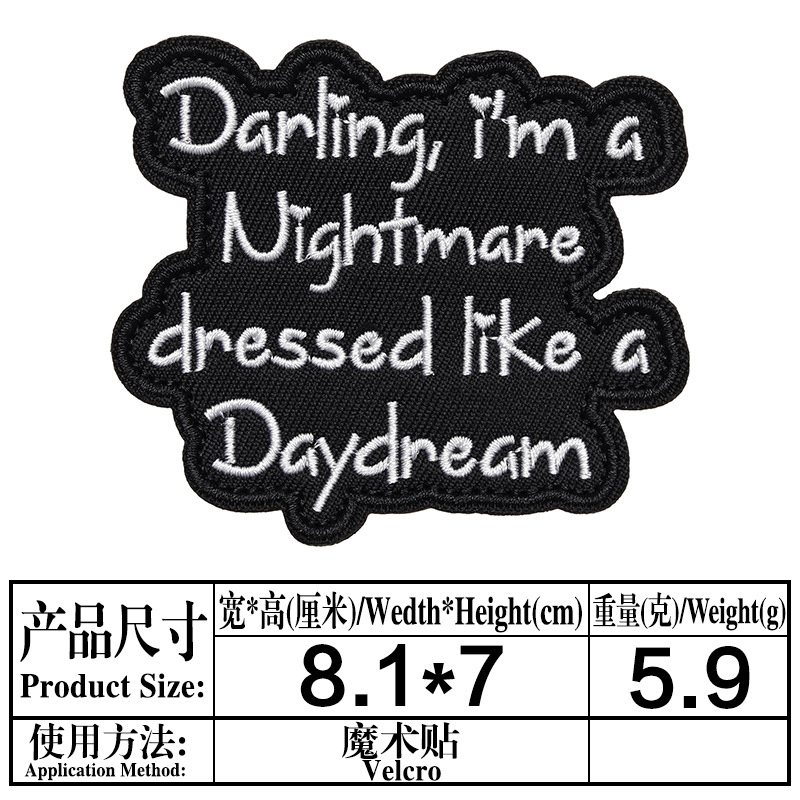 Darling, i'm a
Nightmare
dressed like a
Daydream
产品尺寸
Product Size:
宽*高(厘米)/Wedth*Height(cm)
重量(克)/Weight(g)
8.1*7
5.9
使用方法:
Application Method:
魔术贴
Velcro